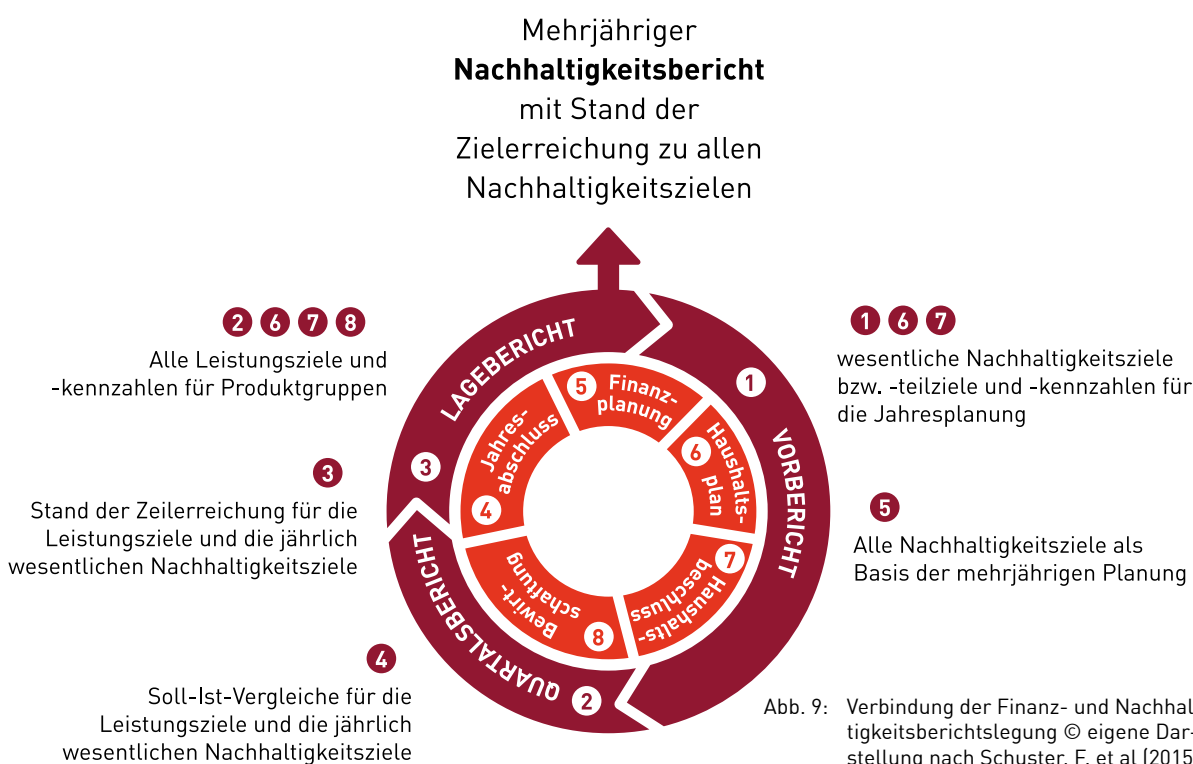 Mehrjähriger
Nachhaltigkeitsbericht
mit Stand der
Zielerreichung zu allen
Nachhaltigkeitszielen
2 6 7 8
Alle Leistungsziele und
-kennzahlen für Produktgruppen
3
Stand der Zeilerreichung für die
Leistungsziele und die jährlich
wesentlichen Nachhaltigkeitsziele
4
Soll-Ist-Vergleiche für die
Leistungsziele und die jährlich
wesentlichen Nachhaltigkeitsziele
LAGEBERICHT
3
VORBERICHT
1
QUARTALSBERICHT
2
5 Finanz-
planung
6 Haushalts-
plan
7 Haushalts-
beschluss
8 Bewirt-
schaftung
4 Jahres-
abschluss
1 6 7
wesentliche Nachhaltigkeitsziele
bzw. -teilziele und -kennzahlen für
die Jahresplanung
5
Alle Nachhaltigkeitsziele als
Basis der mehrjährigen Planung
Abb. 9: Verbindung der Finanz- und Nachhal
tigkeitsberichtslegung © eigene Dar-
stellung nach Schuster, F. et al (2015